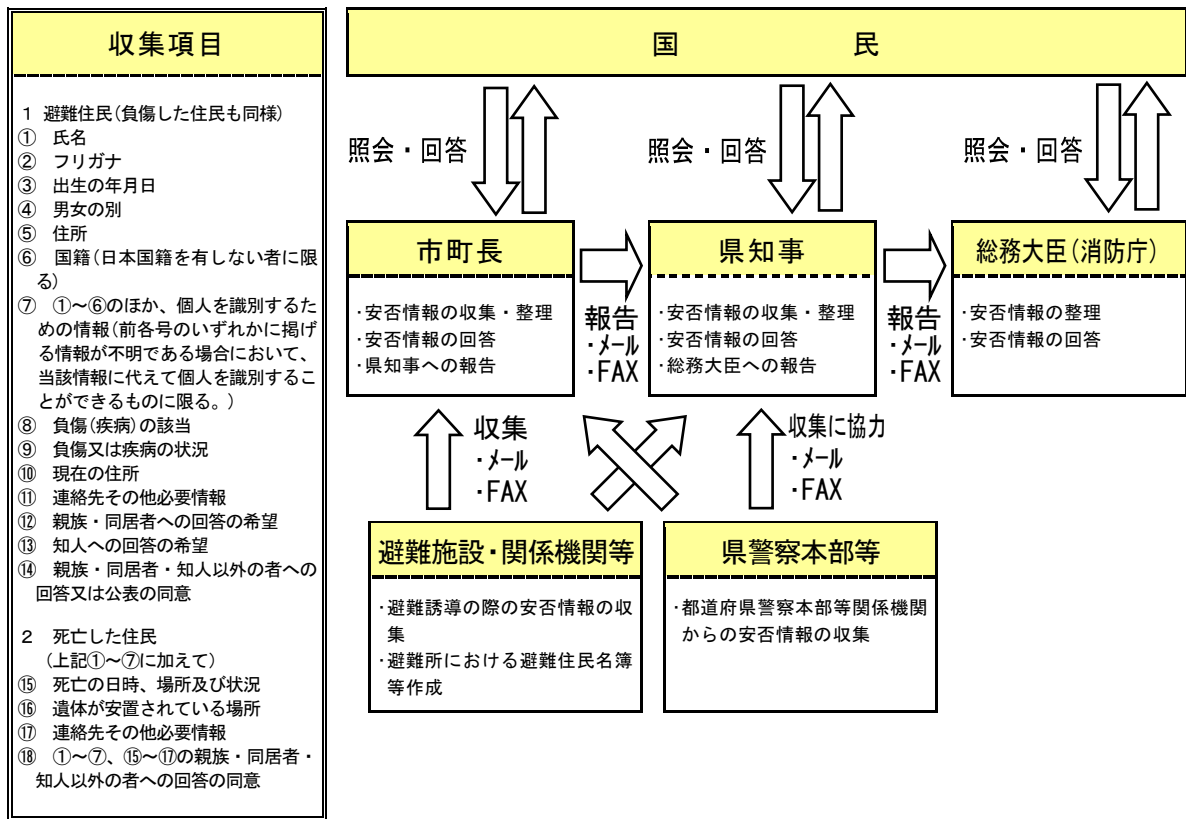 収集項目
1 避難住民(負傷した住民も同様)
① 氏名
② フリガナ
③ 出生の年月日
④ 男女の別
⑤ 住所
⑥ 国籍(日本国籍を有しない者に限
る)
⑦ ①～⑥のほか、個人を識別するた
めの情報(前各号のいずれかに掲げ
る情報が不明である場合において、
当該情報に代えて個人を識別するこ
とができるものに限る。)
⑧ 負傷(疾病)の該当
⑨ 負傷又は疾病の状況
⑩ 現在の住所
⑪ 連絡先その他必要情報
⑫ 親族・同居者への回答の希望
⑬ 知人への回答の希望
⑭ 親族・同居者・知人以外の者への
回答又は公表の同意
2 死亡した住民
(上記①～⑦に加えて)
⑮ 死亡の日時、場所及び状況
⑯ 遺体が安置されている場所
⑰ 連絡先その他必要情報
⑱ ①～⑦、⑮～⑰の親族・同居者・
知人以外の者への回答の同意
国 民
照会・回答
照会・回答
照会・回答
市町長
・安否情報の収集・整理
・安否情報の回答
・県知事への報告
報告
・メール
・FAX
県知事
・安否情報の収集・整理
・安否情報の回答
・総務大臣への報告
報告
・メール
・FAX
総務大臣(消防庁)
・安否情報の整理
・安否情報の回答
収集
・メール
・FAX
収集に協力
・メール
・FAX
避難施設・関係機関等
・避難誘導の際の安否情報の収
集
・避難所における避難住民名簿
等作成
県警察本部等
・都道府県警察本部等関係機関
からの安否情報の収集